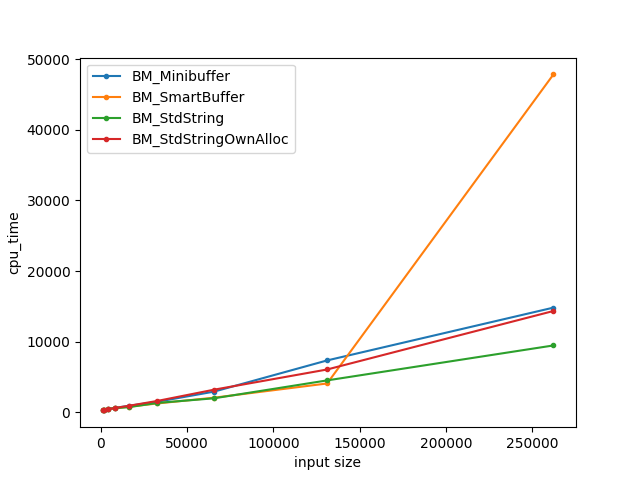 50000
40000
30000
20000
10000
0
cpu_time
BM_Minibuffer
BM_SmartBuffer
BM_StdString
BM_StdStringOwnAlloc
0 50000 100000 150000 200000 250000
input size